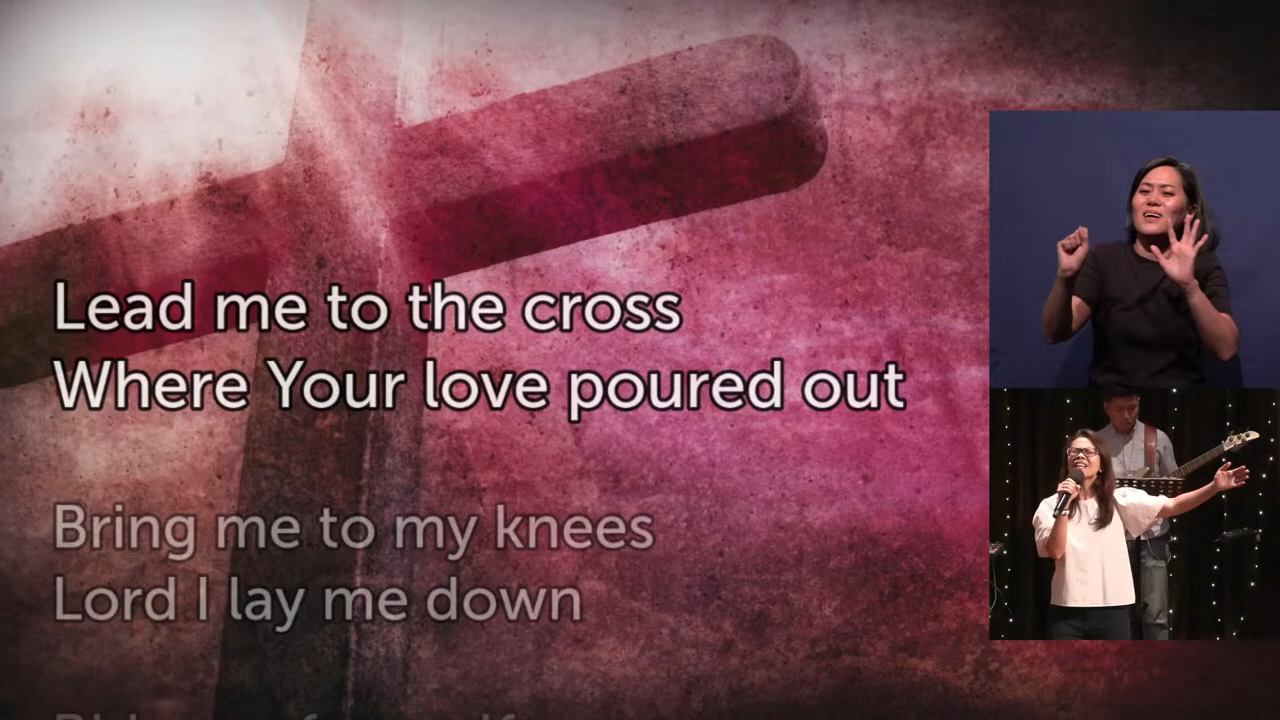 Lead me to the cross
Where Your love poured out
Bring me to my knees
Lord I lay me down